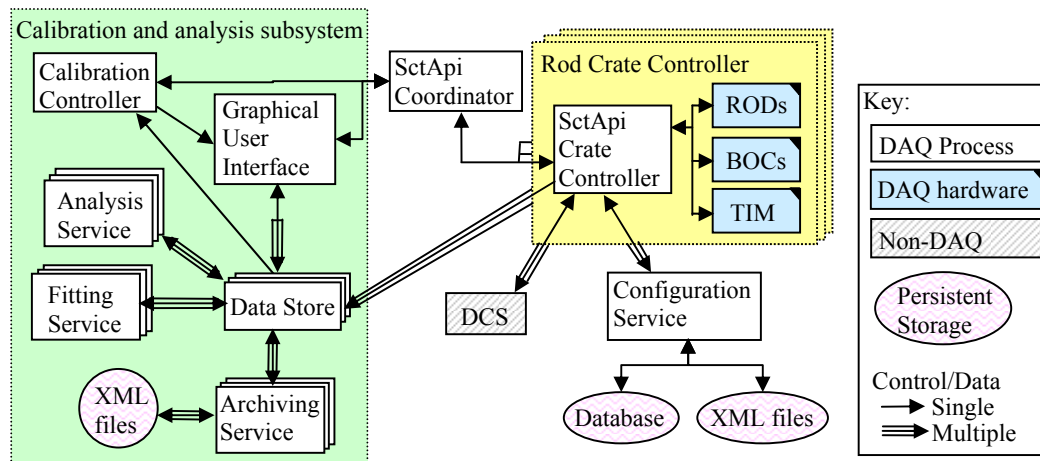 Calibration and analysis subsystem
Calibration
Controller
Graphical
User
Interface
Analysis
Service
Fitting
Service
Data Store
XML
files
Archiving
Service
SctApi
Coordinator
Rod Crate Controller
SctApi
Crate
Controller
RODs
BOCs
TIM
DCS
Configuration
Service
Database
XML files
Key:
DAQ Process
DAQ hardware
Non-DAQ
Persistent
Storage
Control/Data
Single
Multiple